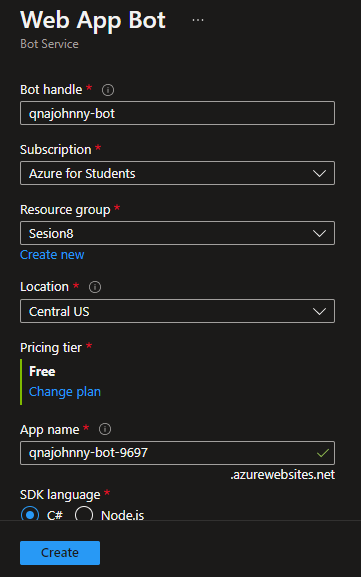 Web App Bot ...
Bot Service
Bot handle *
qnajohnny-bot
Subscription *
Azure for Students
Resource group *
Sesion8
Create new
Location *
Central US
Pricing tier *
Free
Change plan
App name *
qnajohnny-bot-9697
.azurewebsites.net
SDK language *
C# Node.js
Create